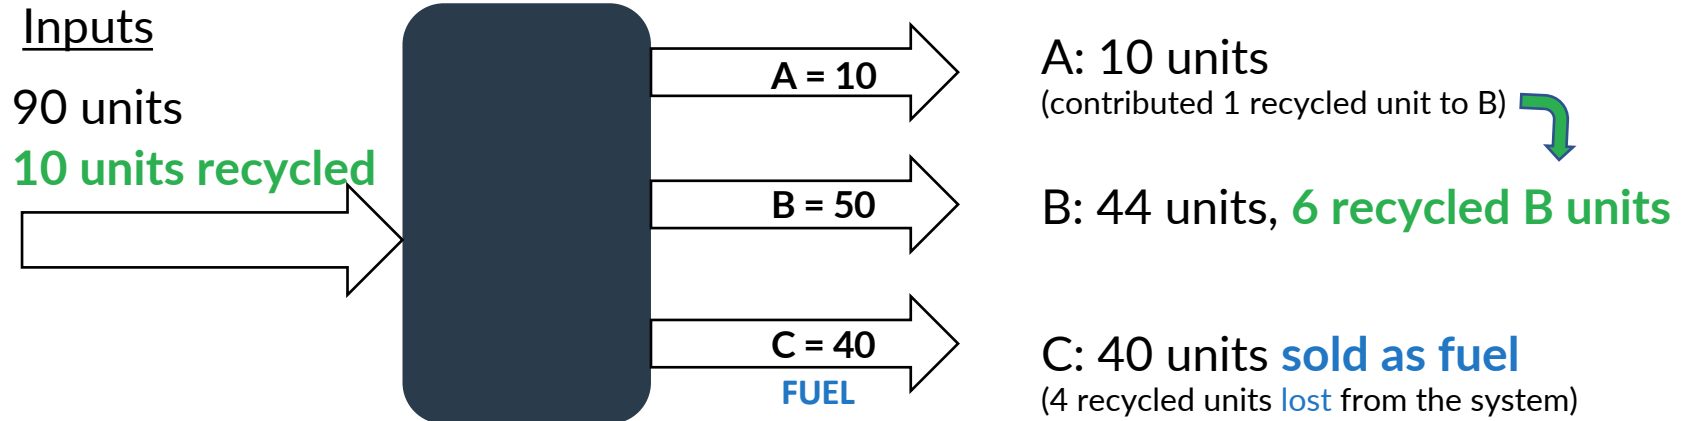 Inputs
90 units
10 units recycled
A = 10
B = 50
C = 40
FUEL
A: 10 units
(contributed 1 recycled unit to B)
B: 44 units, 6 recycled B units
C: 40 units sold as fuel
(4 recycled units lost from the system)